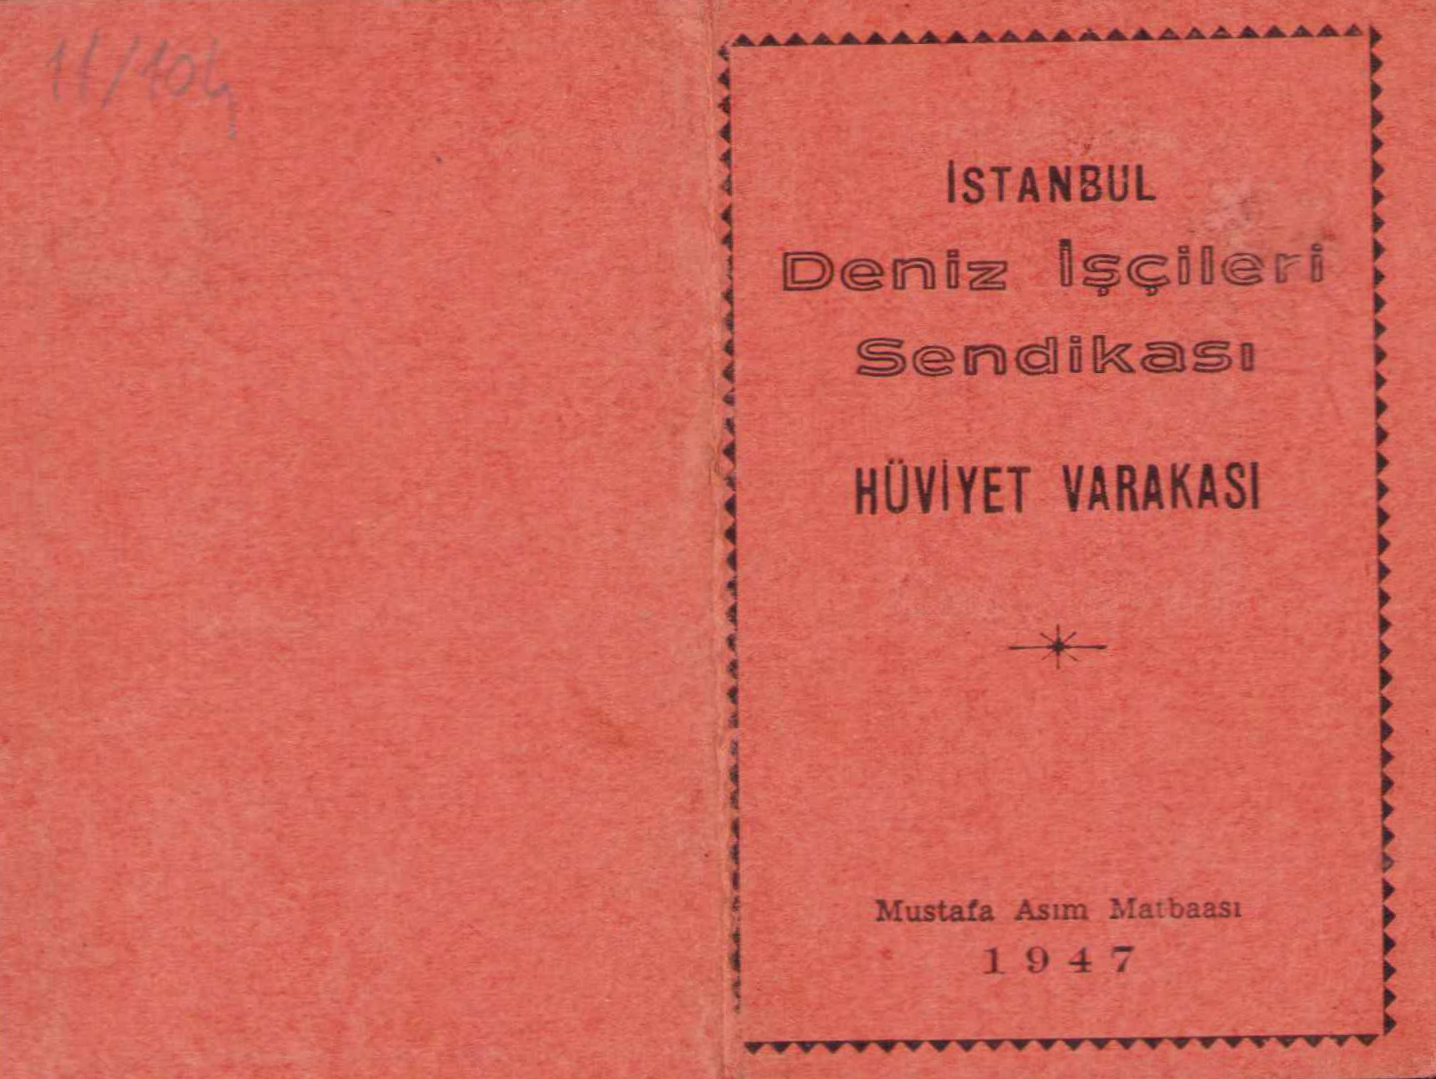 11/104
İSTANBUL
Deniz İşçileri
Sendikası
HÜVİYET VARAKASI
Mustafa Asım Matbaası
1947